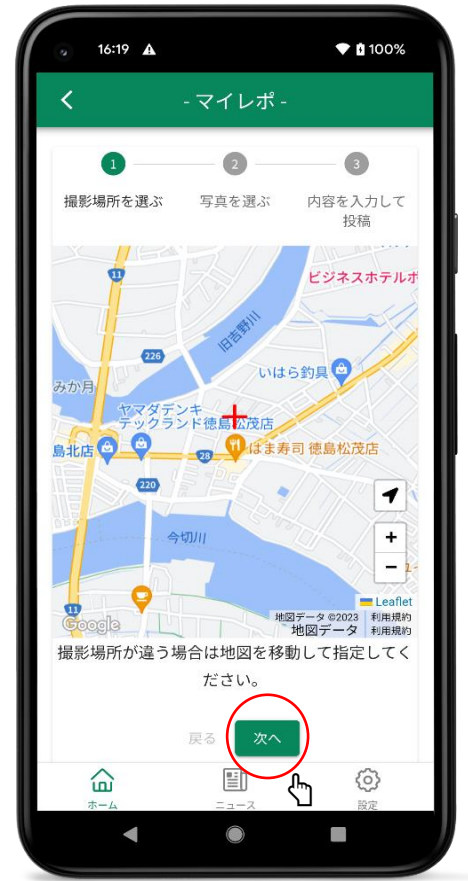 16:19
100%
- マイレポ -
1
2
3
撮影場所を選ぶ
写真を選ぶ
内容を入力して
投稿
11
ビジネスホテルポ
旧吉野川
226
いはら釣具
みか月
ヤマダデンキ
テックランド徳島松茂店
島北店
28
はま寿司 徳島松茂店
220
+
今切川
−
11
Leaflet
Google
地図データ ©2023
利用規約
地図データ
利用規約
撮影場所が違う場合は地図を移動して指定してく
ださい。
戻る
次へ
ホーム
ニュース
設定